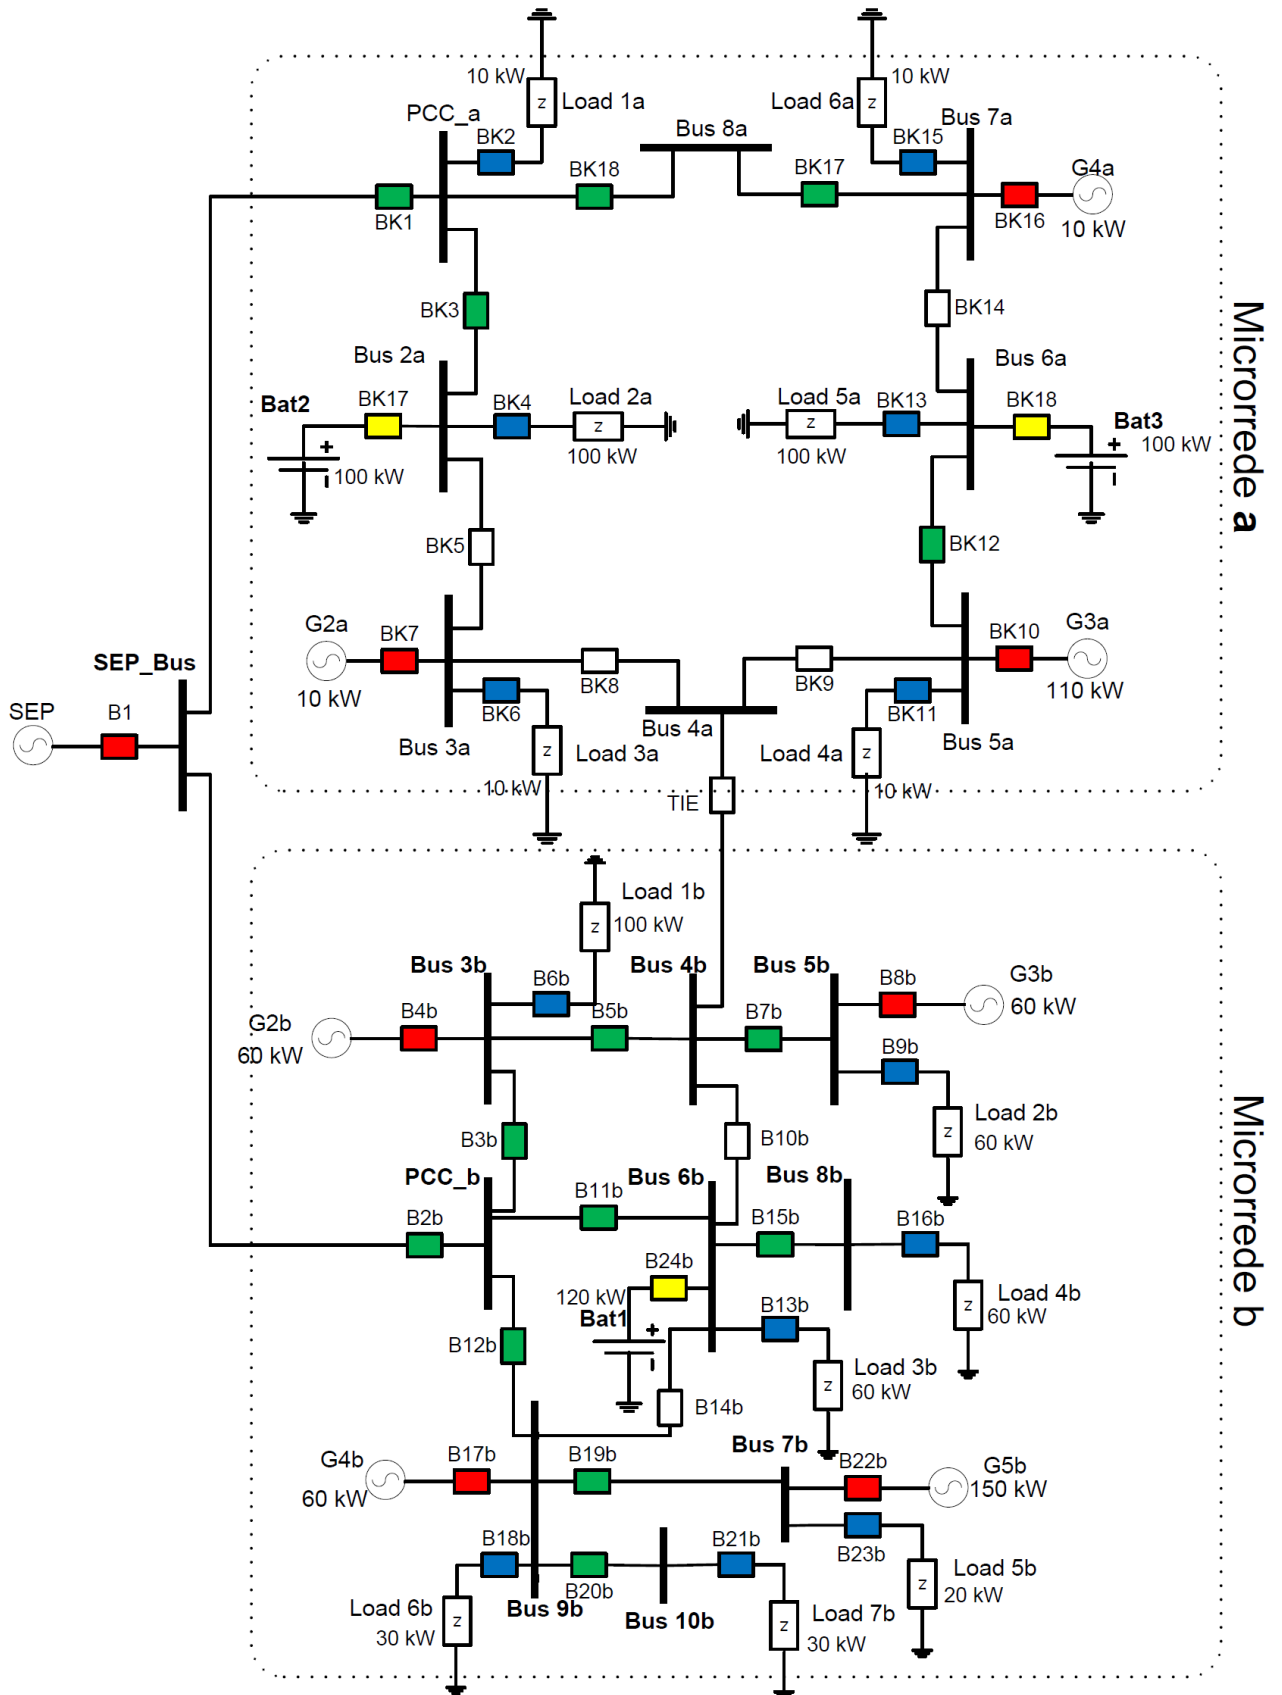 10 kW
Load 1a
PCC_a
BK2
BK18
BK1
Bus 8a
Load 6a
10 kW
BK15
Bus 7a
BK17
G4a
BK16
10 kW
BK3
BK14
Bus 2a
Bus 6a
Bat2
BK17
BK4
Load 2a
Load 5a
BK13
BK18
Bat3
z
z
z
z
+
100 kW
100 kW
100 kW
+
100 kW
BK5
BK12
G2a
BK7
10 kW
BK8
BK6
Bus 3a
z
Load 3a
10 kW
Bus 4a
BK9
BK10
G3a
110 kW
BK11
Bus 5a
Load 4a
z
10 kW
TIE
Microrrede a
SEP_Bus
SEP
B1
Load 1b
z
100 kW
Bus 3b
B6b
Bus 4b
Bus 5b
B8b
G3b
60 kW
G2b
60 kW
B4b
B5b
B7b
B9b
Load 2b
z
60 kW
B3b
B10b
PCC_b
B2b
B11b
Bus 6b
Bus 8b
B15b
B16b
B24b
120 kW
Bat1
+
B13b
Load 4b
z
60 kW
B12b
Load 3b
z
60 kW
B14b
Bus 7b
G4b
60 kW
B17b
B19b
B22b
G5b
150 kW
B18b
B20b
B21b
B23b
Load 5b
z
20 kW
Bus 9b
Bus 10b
Load 6b
z
30 kW
Load 7b
z
30 kW
Microrrede b